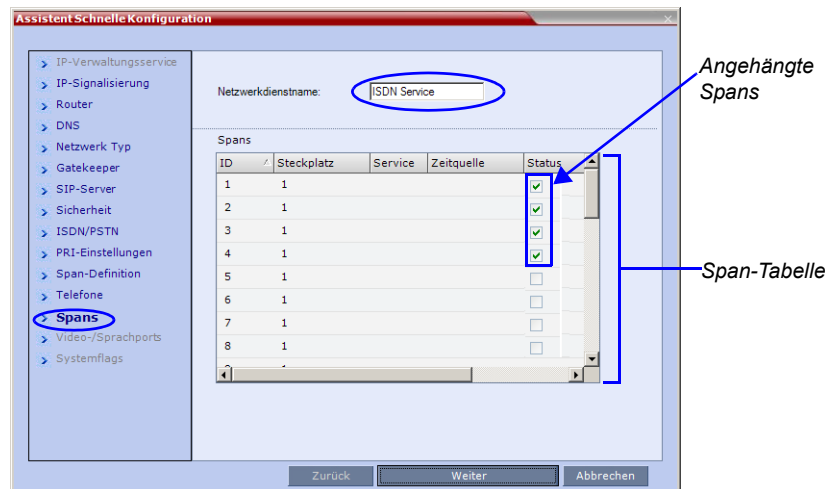 Assistent Schnelle Konfiguration
IP-Verwaltungsservice
IP-Signalisierung
Router
DNS
Netzwerk Typ
Gatekeeper
SIP-Server
Sicherheit
ISDN/PSTN
PRI-Einstellungen
Span-Definition
Telefone
Spans
Video-/Sprachports
Systemflags
Netzwerkdienstname: ISDN Service
Spans
ID Steckplatz Service Zeitquelle Status
1 1
2 1
3 1
4 1
5 1
6 1
7 1
8 1
Zurück Weiter Abbrechen
Angehängte
Spans
Span-Tabelle